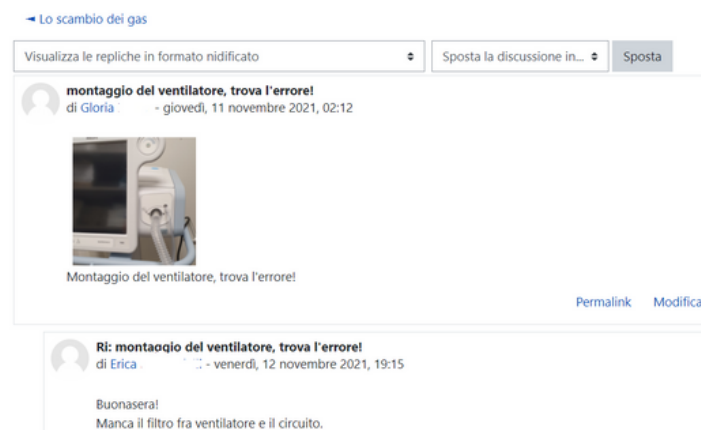 ◄ Lo scambio dei gas
Visualizza le repliche in formato nidificato
Sposta la discussione in...
Sposta
montaggio del ventilatore, trova l'errore!
di Gloria - giovedì, 11 novembre 2021, 02:12
Montaggio del ventilatore, trova l'errore!
Permalink Modifica
Ri: montaggio del ventilatore, trova l'errore!
di Erica - venerdì, 12 novembre 2021, 19:15
Buonasera!
Manca il filtro fra ventilatore e il circuito.